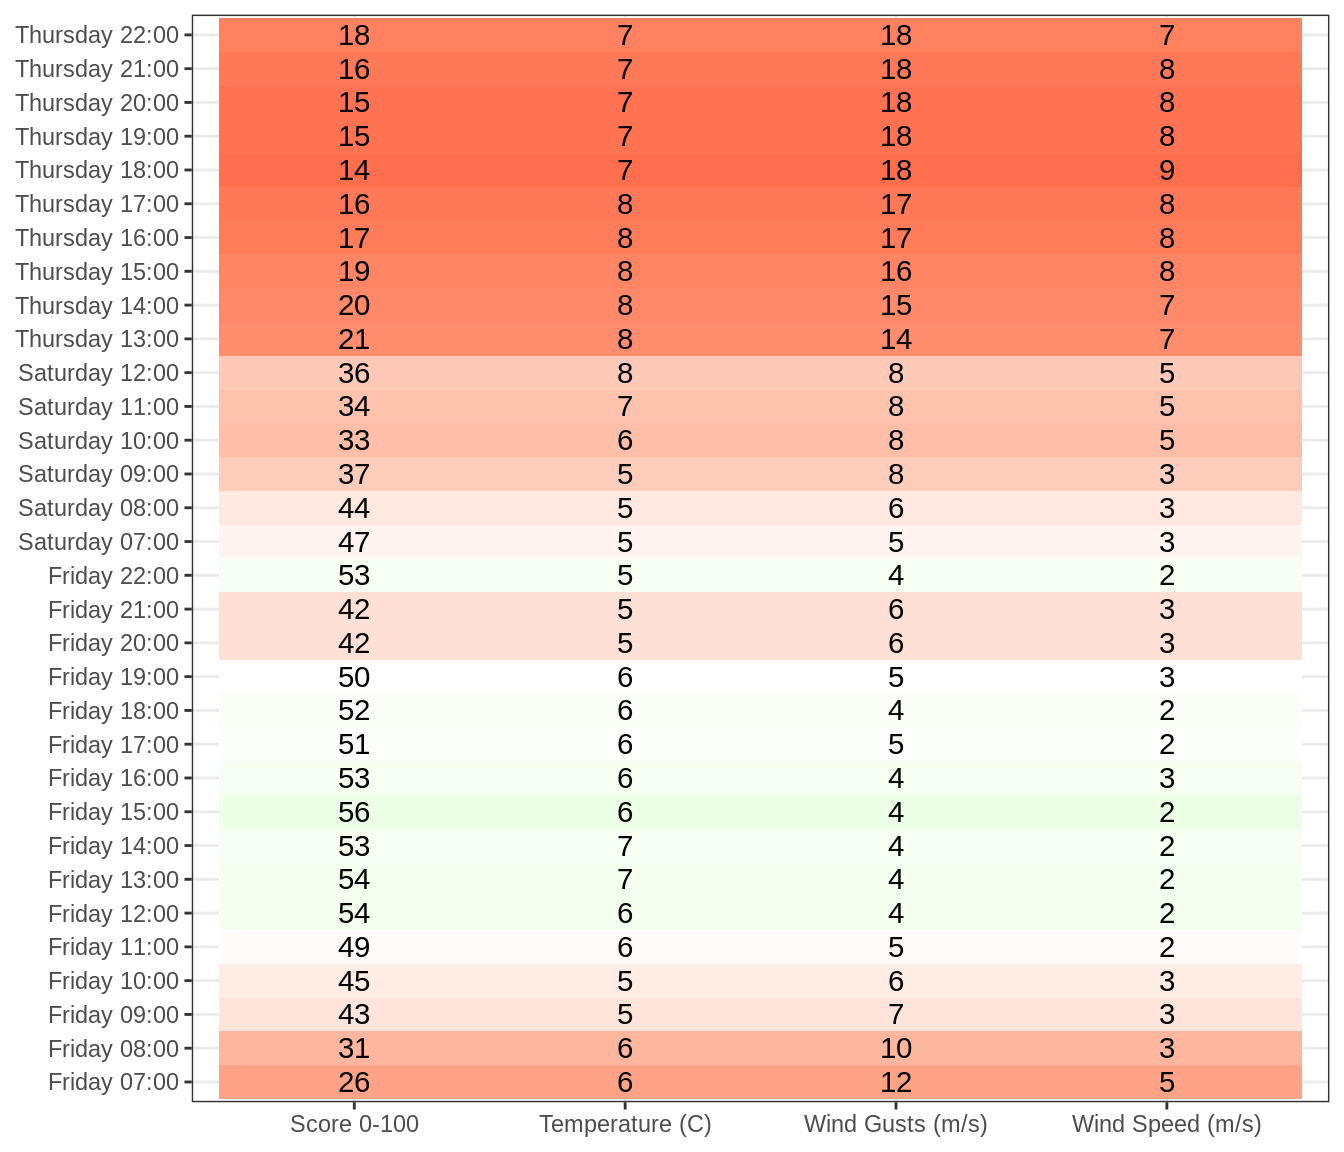 Thursday 22:00 18 7 18 7
Thursday 21:00 16 7 18 8
Thursday 20:00 15 7 18 8
Thursday 19:00 15 7 18 8
Thursday 18:00 14 7 18 9
Thursday 17:00 16 8 17 8
Thursday 16:00 17 8 17 8
Thursday 15:00 19 8 16 8
Thursday 14:00 20 8 15 7
Thursday 13:00 21 8 14 7
Saturday 12:00 36 8 8 5
Saturday 11:00 34 7 8 5
Saturday 10:00 33 6 8 5
Saturday 09:00 37 5 8 3
Saturday 08:00 44 5 6 3
Saturday 07:00 47 5 5 3
Friday 22:00 53 5 4 2
Friday 21:00 42 5 6 3
Friday 20:00 42 5 6 3
Friday 19:00 50 6 5 3
Friday 18:00 52 6 4 2
Friday 17:00 51 6 5 2
Friday 16:00 53 6 4 3
Friday 15:00 56 6 4 2
Friday 14:00 53 7 4 2
Friday 13:00 54 7 4 2
Friday 12:00 54 6 4 2
Friday 11:00 49 6 5 2
Friday 10:00 45 5 6 3
Friday 09:00 43 5 7 3
Friday 08:00 31 6 10 3
Friday 07:00 26 6 12 5
Score 0-100 Temperature (C) Wind Gusts (m/s) Wind Speed (m/s)